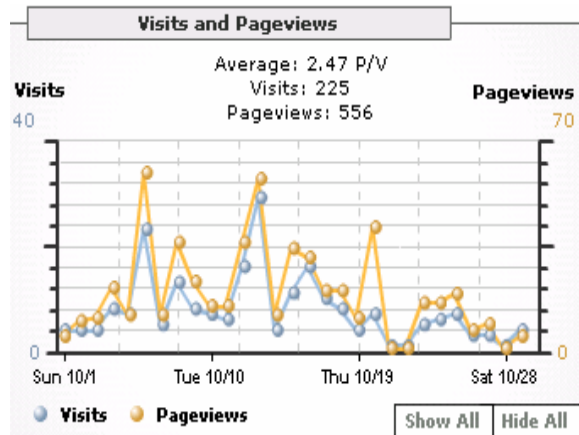 Visits and Pageviews
Average: 2.47 P/V
Visits: 225
Pageviews: 556
Visits
Pageviews
40
70
0
0
Sun 10/1
Tue 10/10
Thu 10/19
Sat 10/28
Visits
Pageviews
Show All
Hide All